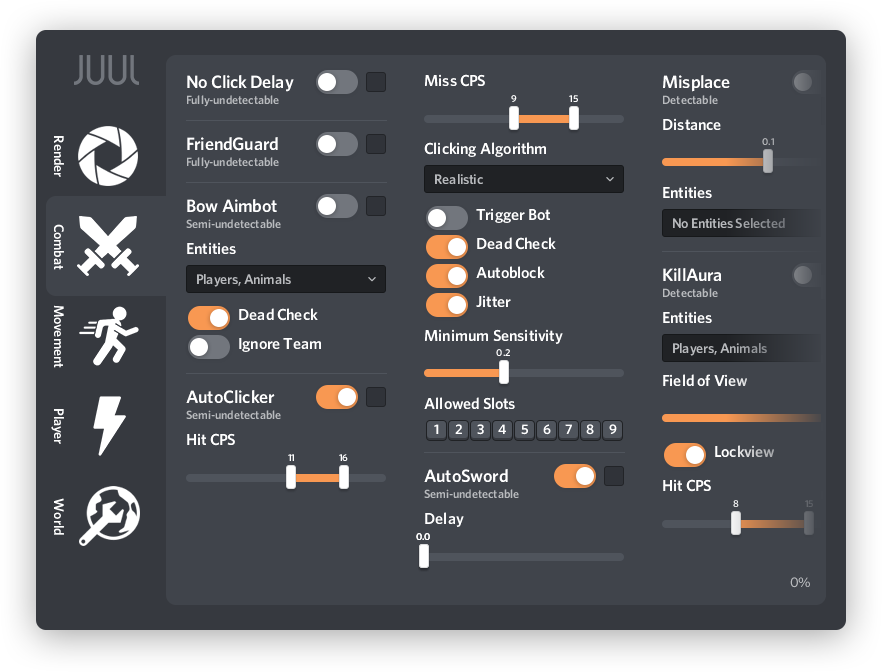 JUUL
Render
Combat
Movement
Player
World
No Click Delay
Fully-undetectable
FriendGuard
Fully-undetectable
Bow Aimbot
Semi-undetectable
Entities
Players, Animals
Dead Check
Ignore Team
AutoClicker
Semi-undetectable
Hit CPS
11 16
Miss CPS
9 15
Clicking Algorithm
Realistic
Trigger Bot
Dead Check
Autoblock
Jitter
Minimum Sensitivity
0.2
Allowed Slots
1 2 3 4 5 6 7 8 9
AutoSword
Semi-undetectable
Delay
0.0
Misplace
Detectable
Distance
0.1
Entities
No Entities Selected
KillAura
Detectable
Entities
Players, Animals
Field of View
Lockview
Hit CPS
8 15
0%